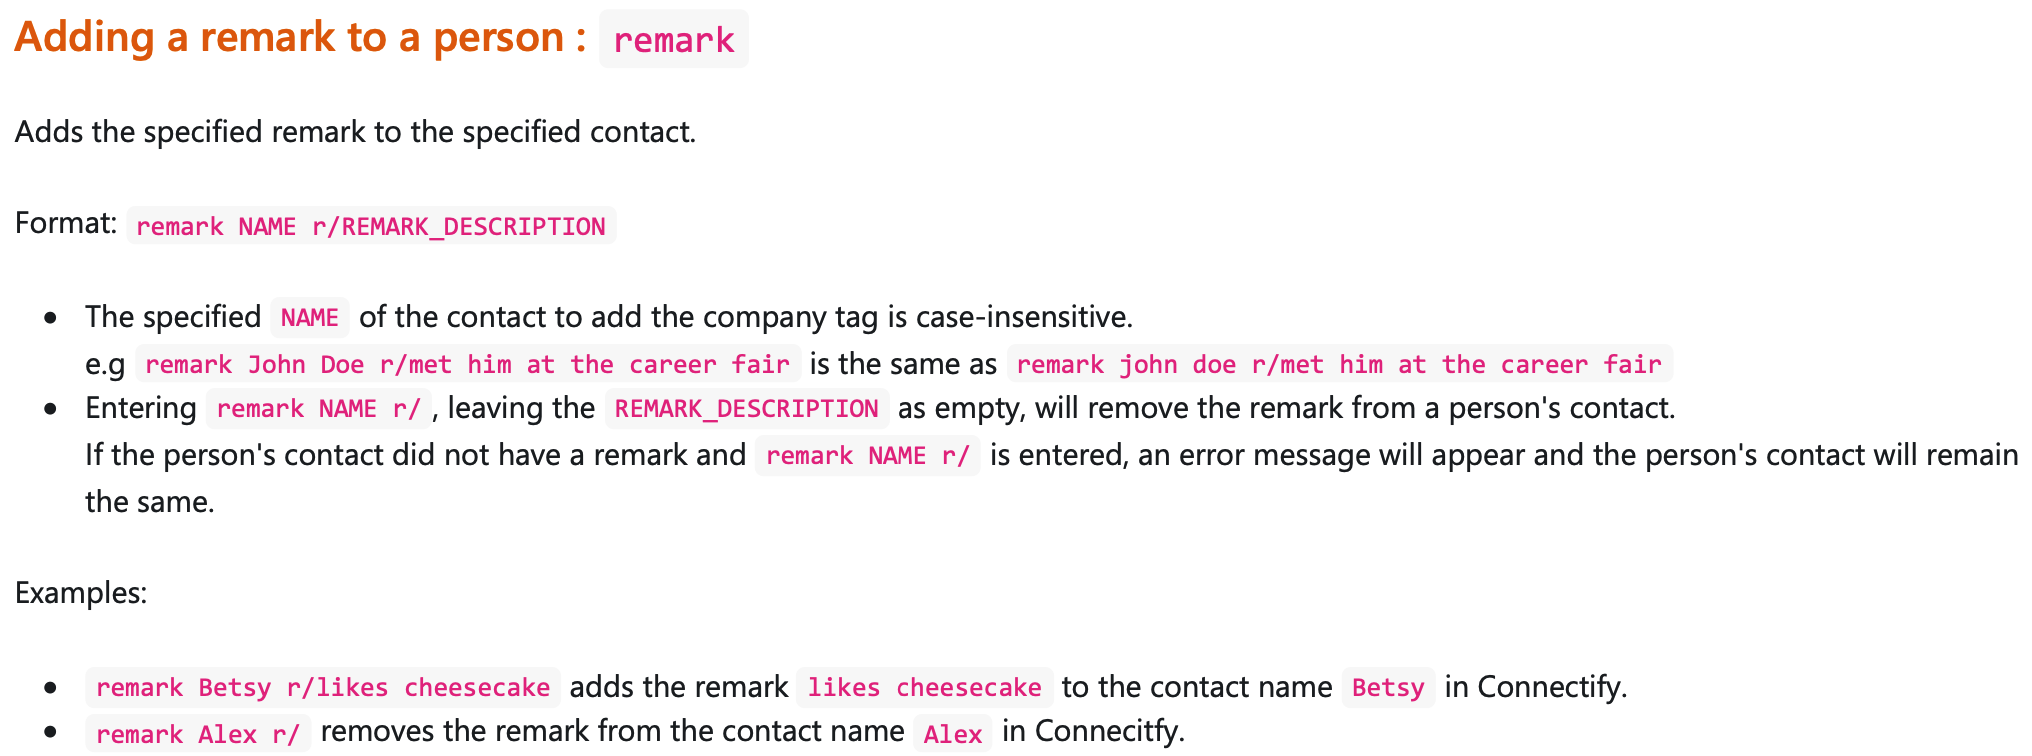 Adding a remark to a person : remark
Adds the specified remark to the specified contact.
Format: remark NAME r/REMARK_DESCRIPTION
• The specified NAME of the contact to add the company tag is case-insensitive.
e.g remark John Doe r/met him at the career fair is the same as remark john doe r/met him at the career fair
• Entering remark NAME r/ , leaving the REMARK_DESCRIPTION as empty, will remove the remark from a person's contact.
If the person's contact did not have a remark and remark NAME r/ is entered, an error message will appear and the person's contact will remain
the same.
Examples:
• remark Betsy r/likes cheesecake adds the remark likes cheesecake to the contact name Betsy in Connectify.
• remark Alex r/ removes the remark from the contact name Alex in Connecitfy.